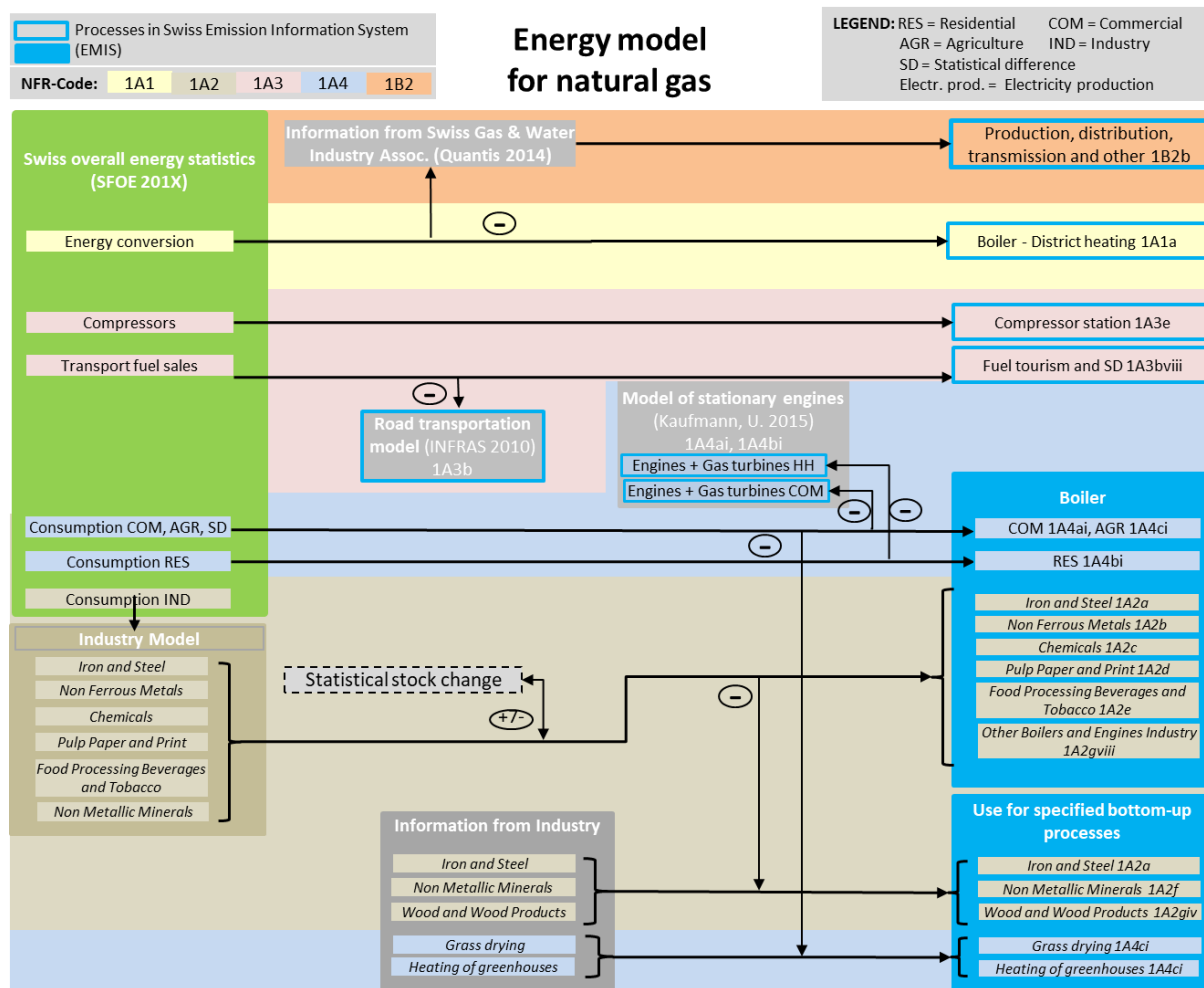 Processes in Swiss Emission Information System
(EMIS)
NFR-Code: 1A1 1A2 1A3 1A4 1B2
Energy model
for natural gas
LEGEND: RES = Residential COM = Commercial
AGR = Agriculture IND = Industry
SD = Statistical difference
Electr. prod. = Electricity production
Swiss overall energy statistics
(SFOE 201X)
Information from Swiss Gas & Water
Industry Assoc. (Quantis 2014)
Production, distribution,
transmission and other 1B2b
-
Energy conversion
Boiler - District heating 1A1a
Compressors
Compressor station 1A3e
Transport fuel sales
Fuel tourism and SD 1A3bviii
-
Road transportation
model (INFRAS 2010)
1A3b
Model of stationary engines
(Kaufmann, U. 2015)
1A4ai, 1A4bi
Engines + Gas turbines HH
Engines + Gas turbines COM
- -
Boiler
Consumption COM, AGR, SD
COM 1A4ai, AGR 1A4ci
-
Consumption RES
RES 1A4bi
Consumption IND
Industry Model
Iron and Steel
Non Ferrous Metals
Chemicals
Pulp Paper and Print
Food Processing Beverages
and Tobacco
Non Metallic Minerals
Statistical stock change
+7-
-
Iron and Steel 1A2a
Non Ferrous Metals 1A2b
Chemicals 1A2c
Pulp Paper and Print 1A2d
Food Processing Beverages and
Tobacco 1A2e
Other Boilers and Engines Industry
1A2gviii
Information from Industry
Iron and Steel
Non Metallic Minerals
Wood and Wood Products
Grass drying
Heating of greenhouses
Use for specified bottom-up
processes
Iron and Steel 1A2a
Non Metallic Minerals 1A2f
Wood and Wood Products 1A2giv
Grass drying 1A4ci
Heating of greenhouses 1A4ci